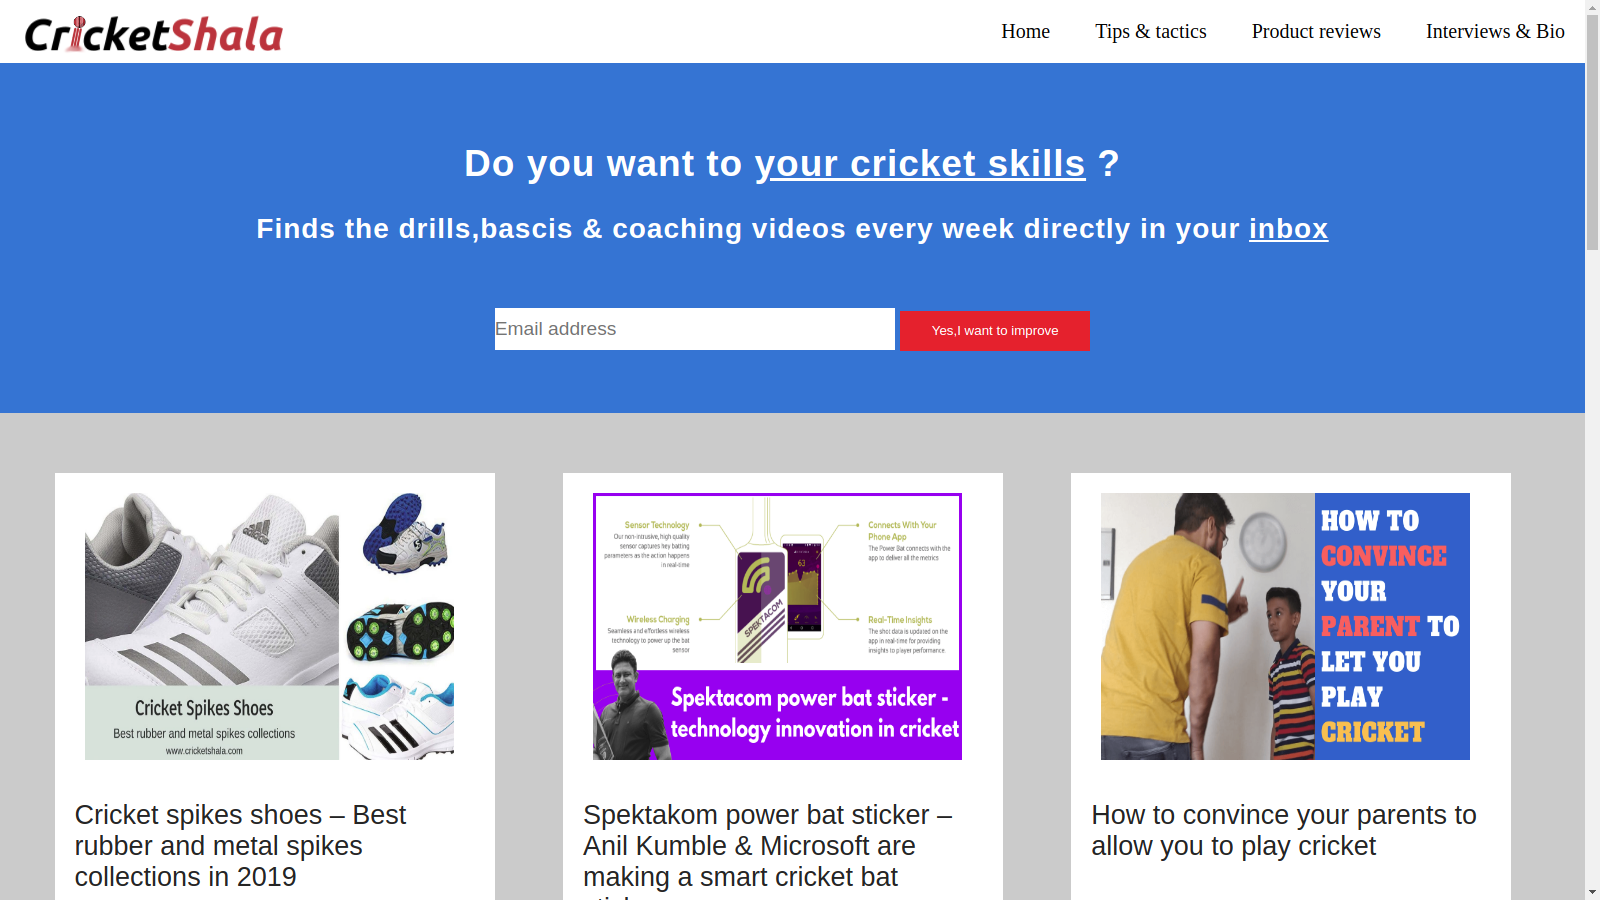 CricketShala
Home
Tips & tactics
Product reviews
Interviews & Bio
Do you want to your cricket skills ?
Finds the drills,bascis & coaching videos every week directly in your inbox
Email address
Yes,I want to improve
Cricket Spikes Shoes
Best rubber and metal spikes collections
www.cricketshala.com
Sensor Technology
Our non-intusive, high quality
sensor captures key batting
parameters as the action happens
in real-time
Connects With Your
Phone App
The Power Bat connects with the
app to deliver all the metrics
63
SPEKTACOM
Wireless Charging
Seamless and effortless wireless
technology to power up the bat
sensor
Real-Time Insights
The shot data is updated on the
app in real-time for providing
insights to player performance
Spektacom power bat sticker -
technology innovation in cricket
HOW TO
CONVINCE
YOUR
PARENT TO
LET YOU
PLAY
CRICKET
Cricket spikes shoes – Best
rubber and metal spikes
collections in 2019
Spektakom power bat sticker –
Anil Kumble & Microsoft are
making a smart cricket bat
How to convince your parents to
allow you to play cricket